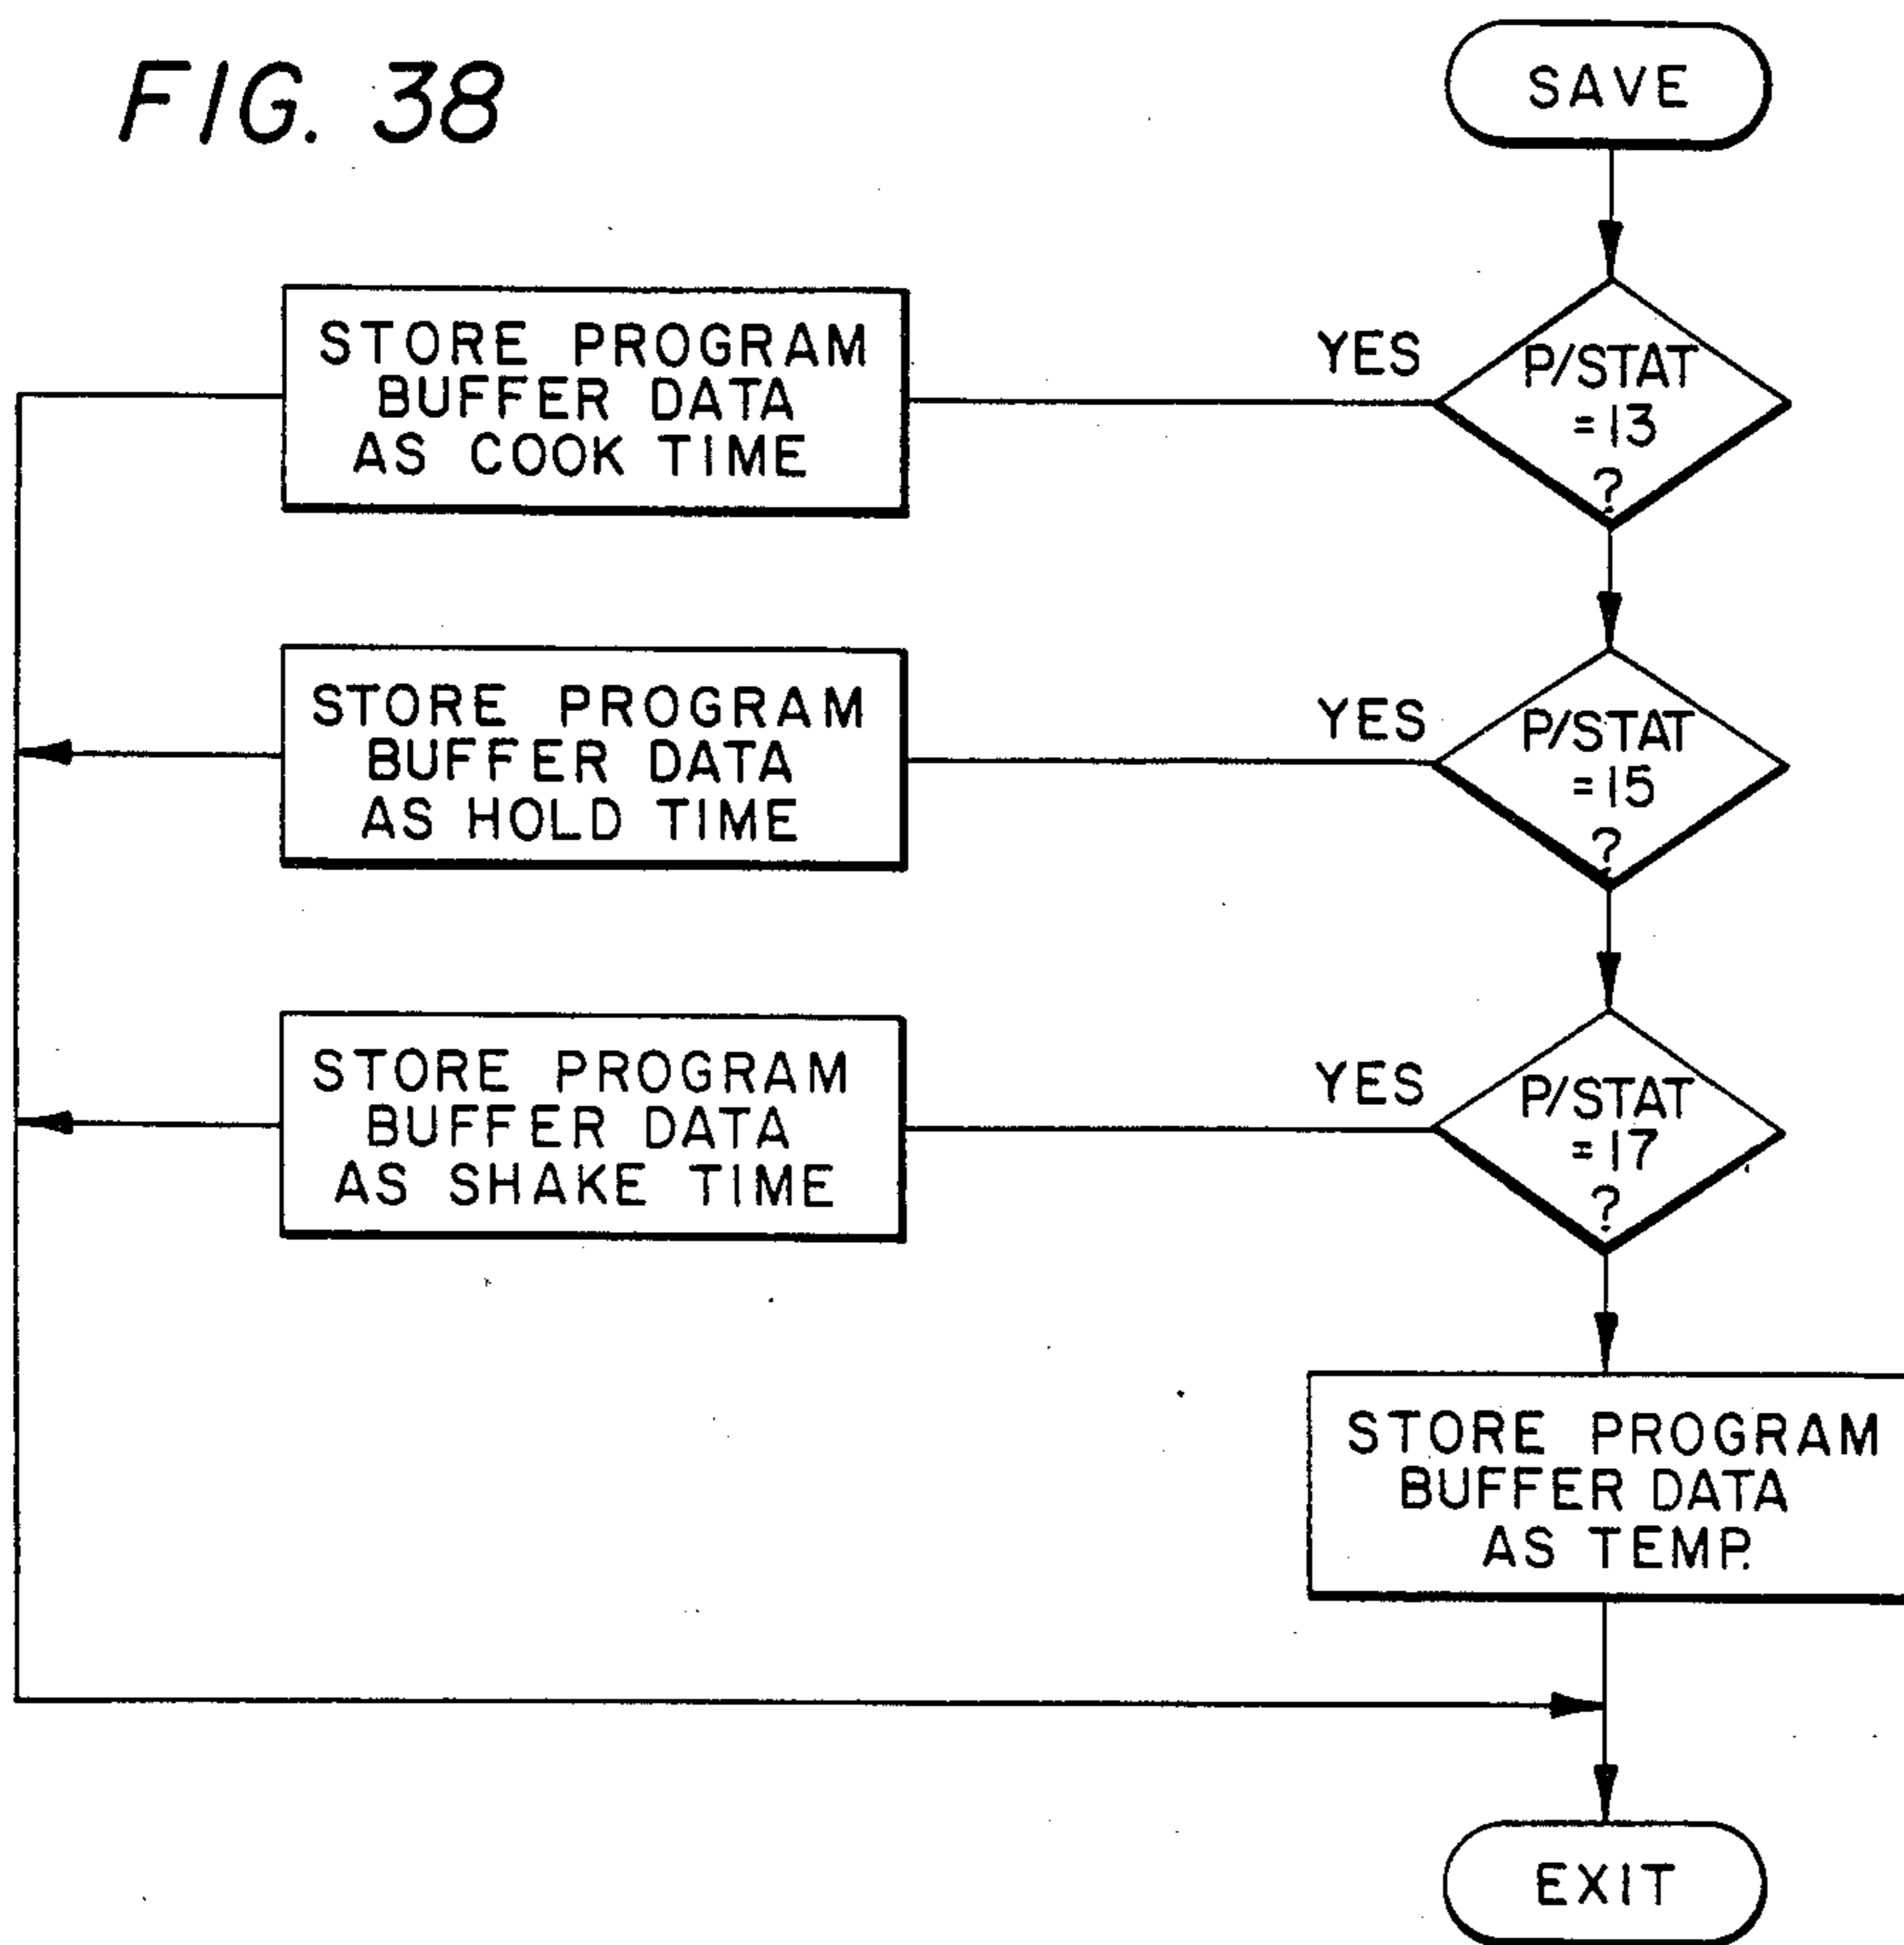 FIG. 38
SAVE
P/STAT
=13
?
YES
STORE PROGRAM
BUFFER DATA
AS COOK TIME
P/STAT
=15
?
YES
STORE PROGRAM
BUFFER DATA
AS HOLD TIME
P/STAT
=17
?
YES
STORE PROGRAM
BUFFER DATA
AS SHAKE TIME
STORE PROGRAM
BUFFER DATA
AS TEMP.
EXIT